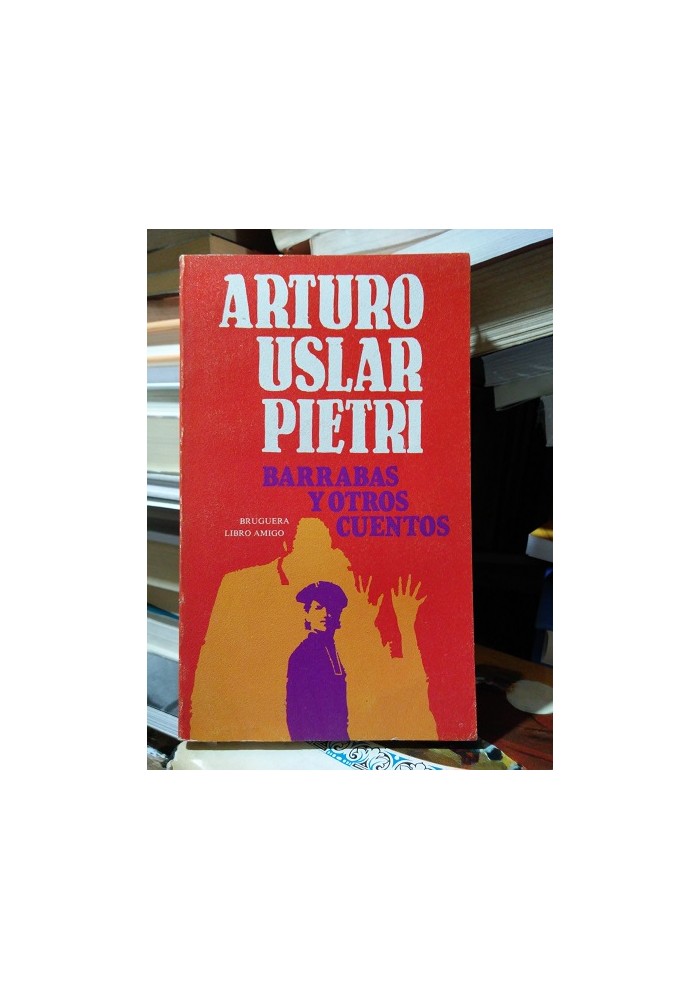 ARTURO
USLAR
PIETRI
BARRABAS
Y OTROS
CUENTOS
BRUGUERA
LIBRO AMIGO